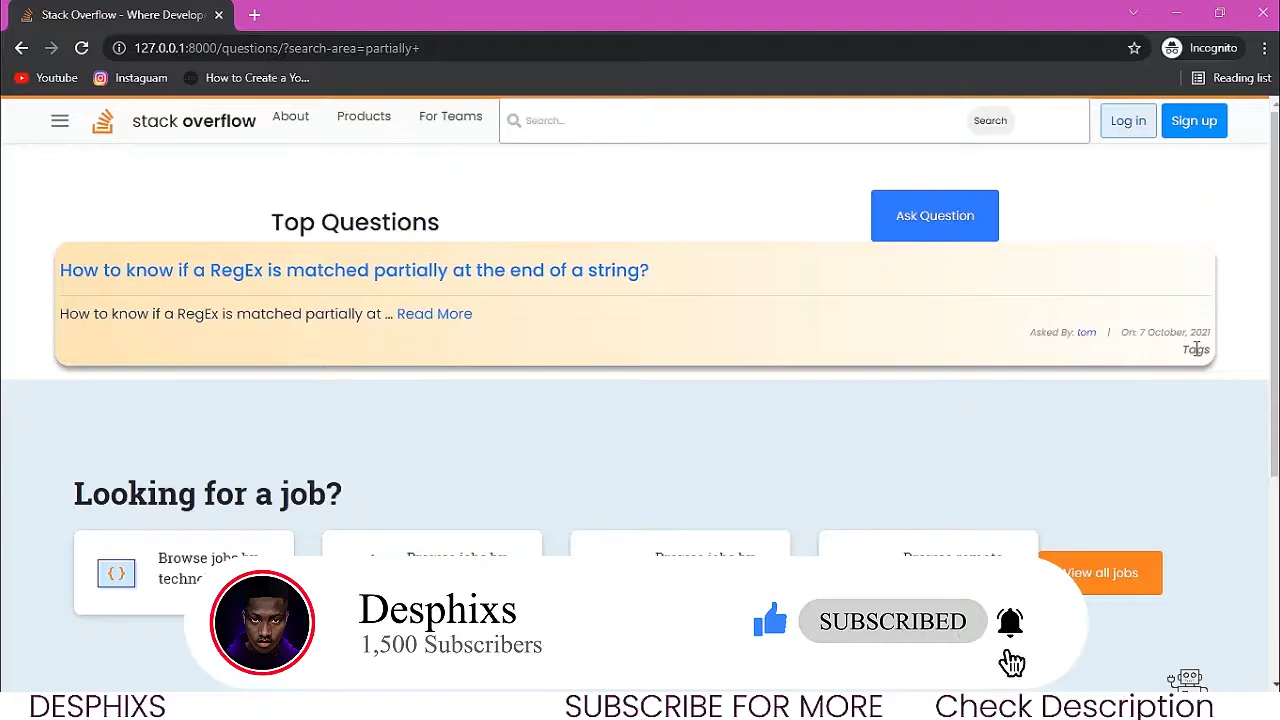 Stack Overflow - Where Develop
127.0.0.1:8000/questions/?search-area=partially+
Incognito
Youtube
Instaguam
How to Create a Yo...
Reading list
stack overflow
About
Products
For Teams
Search...
Search
Log in
Sign up
Top Questions
Ask Question
How to know if a RegEx is matched partially at the end of a string?
How to know if a RegEx is matched partially at ... Read More
Asked By: tom | On: 7 October, 2021
Tags
Looking for a job?
{}
Browse jobs by
View all jobs
Desphixs
1,500 Subscribers
SUBSCRIBED
DESPHIXS
SUBSCRIBE FOR MORE
Check Description